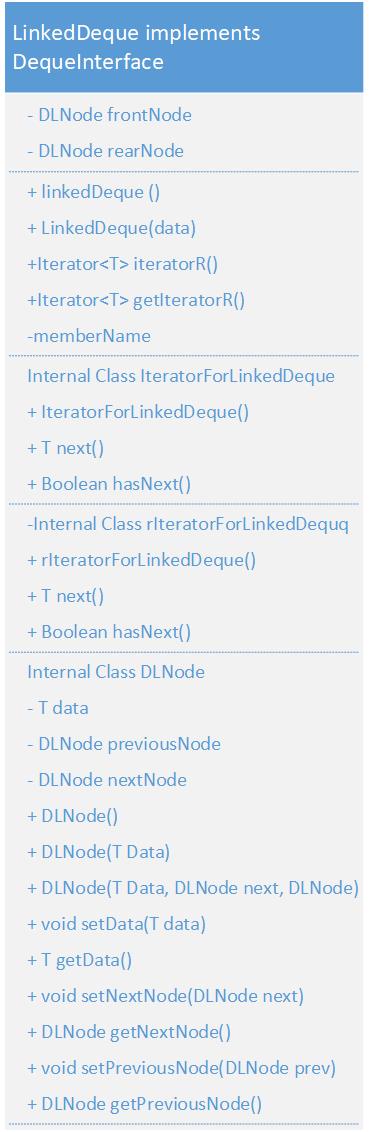 LinkedDeque implements
DequeInterface
- DLNode frontNode
- DLNode rearNode
+ linkedDeque ()
+ LinkedDeque(data)
+Iterator<T> iteratorR()
+Iterator<T> getIteratorR()
-memberName
Internal Class IteratorForLinkedDeque
+ IteratorForLinkedDeque()
+ T next()
+ Boolean hasNext()
-Internal Class rIteratorForLinkedDequq
+ rIteratorForLinkedDeque()
+ T next()
+ Boolean hasNext()
Internal Class DLNode
- T data
- DLNode previousNode
- DLNode nextNode
+ DLNode()
+ DLNode(T Data)
+ DLNode(T Data, DLNode next, DLNode)
+ void setData(T data)
+ T getData()
+ void setNextNode(DLNode next)
+ DLNode getNextNode()
+ void setPreviousNode(DLNode prev)
+ DLNode getPreviousNode()